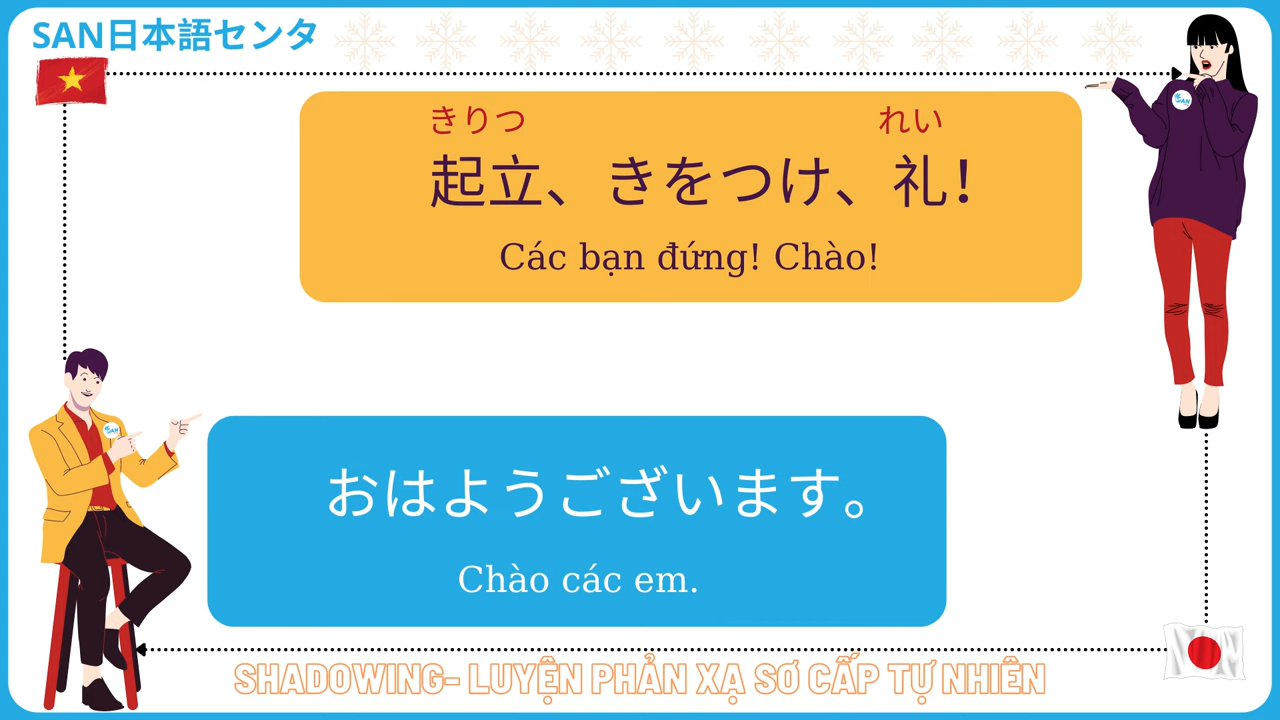 SAN日本語センタ
きりつ れい
起立、きをつけ、礼!
Các bạn đứng! Chào!
SAN
SAN
おはようございます。
Chào các em.
SHADOWING- LUYỆN PHẢN XẠ SƠ CẤP TỰ NHIÊN